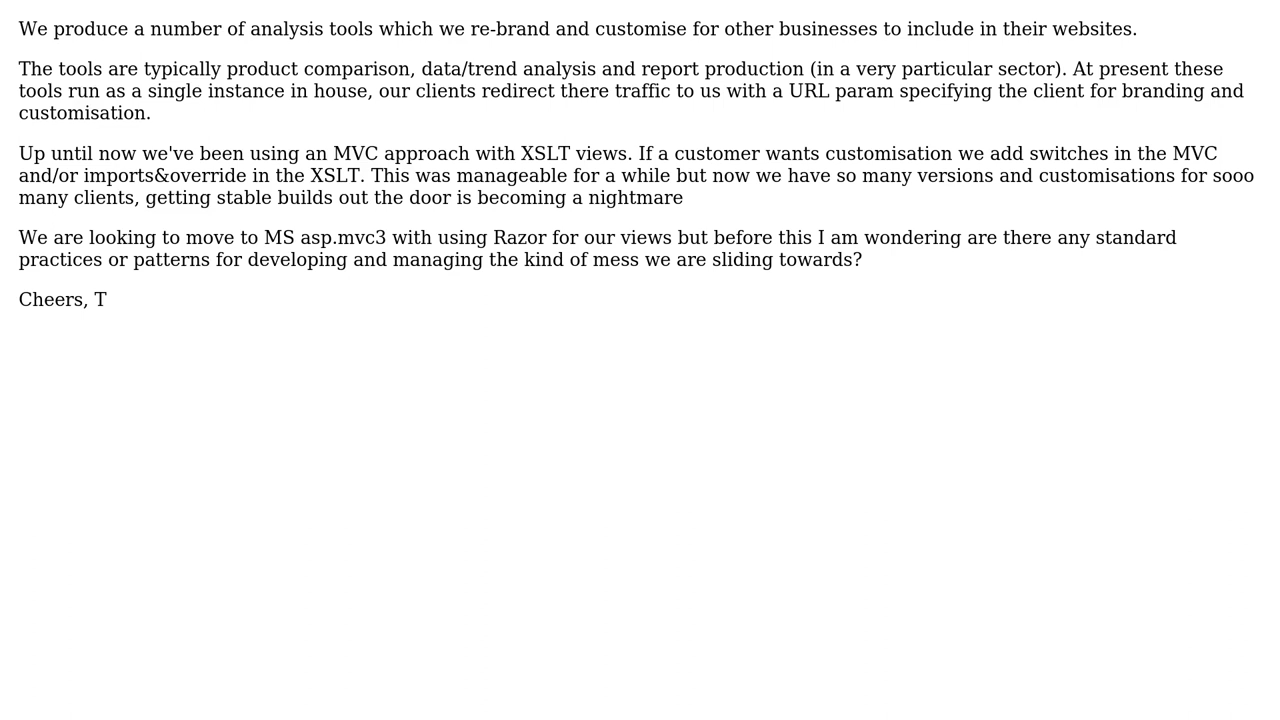 We produce a number of analysis tools which we re-brand and customise for other businesses to include in their websites.
The tools are typically product comparison, data/trend analysis and report production (in a very particular sector). At present these
tools run as a single instance in house, our clients redirect there traffic to us with a URL param specifying the client for branding and
customisation.
Up until now we've been using an MVC approach with XSLT views. If a customer wants customisation we add switches in the MVC
and/or imports&override in the XSLT. This was manageable for a while but now we have so many versions and customisations for sooo
many clients, getting stable builds out the door is becoming a nightmare
We are looking to move to MS asp.mvc3 with using Razor for our views but before this I am wondering are there any standard
practices or patterns for developing and managing the kind of mess we are sliding towards?
Cheers, T